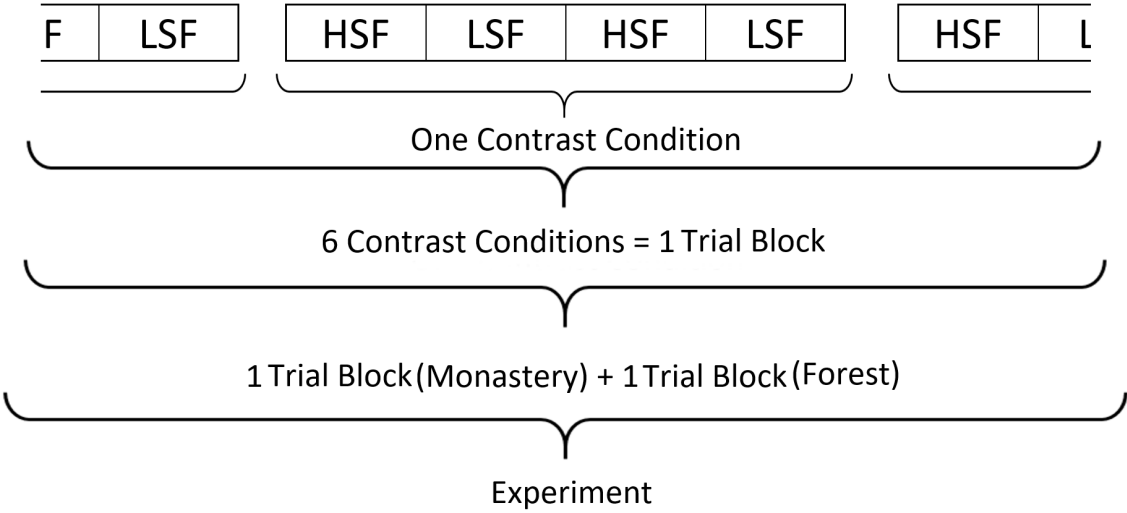 F LSF HSF LSF HSF LSF HSF L
One Contrast Condition
6 Contrast Conditions = 1 Trial Block
1 Trial Block (Monastery) + 1 Trial Block (Forest)
Experiment